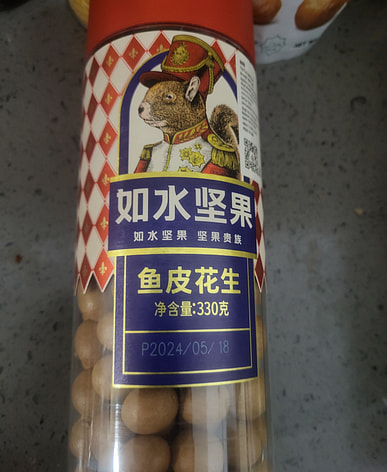 如水坚果
如水坚果 坚果贵族
鱼皮花生
净含量:330克
P2024/05/18